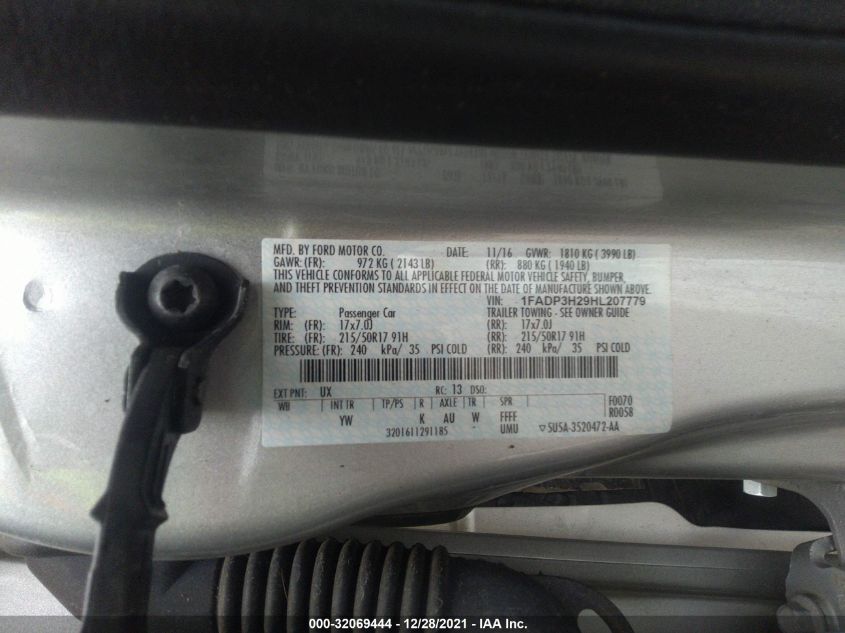 MFD. BY FORD MOTOR CO. DATE: 11/16 GVWR: 1810 KG ( 3990 LB)
GAWR: (FR): 972 KG ( 2143 LB) (RR): 880 KG ( 1940 LB)
THIS VEHICLE CONFORMS TO ALL APPLICABLE FEDERAL MOTOR VEHICLE SAFETY, BUMPER,
AND THEFT PREVENTION STANDARDS IN EFFECT ON THE DATE OF MANUFACTURE SHOWN ABOVE.
VIN: 1FADP3H29HL207779
TYPE: Passenger Car TRAILER TOWING - SEE OWNER GUIDE
RIM: (FR): 17x7.0J (RR): 17x7.0J
TIRE: (FR): 215/50R17 91H (RR): 215/50R17 91H
PRESSURE: (FR): 240 kPa/ 35 PSI COLD (RR): 240 kPa/ 35 PSI COLD
EXT PNT: UX RC: 13 DSO:
WB INT TR TP/PS R AXLE TR SPR F0070
YW K AU W FFFF R0058
3201611291185 UMU 5U5A-3520472-AA
000-32069444 - 12/28/2021 - IAA Inc.